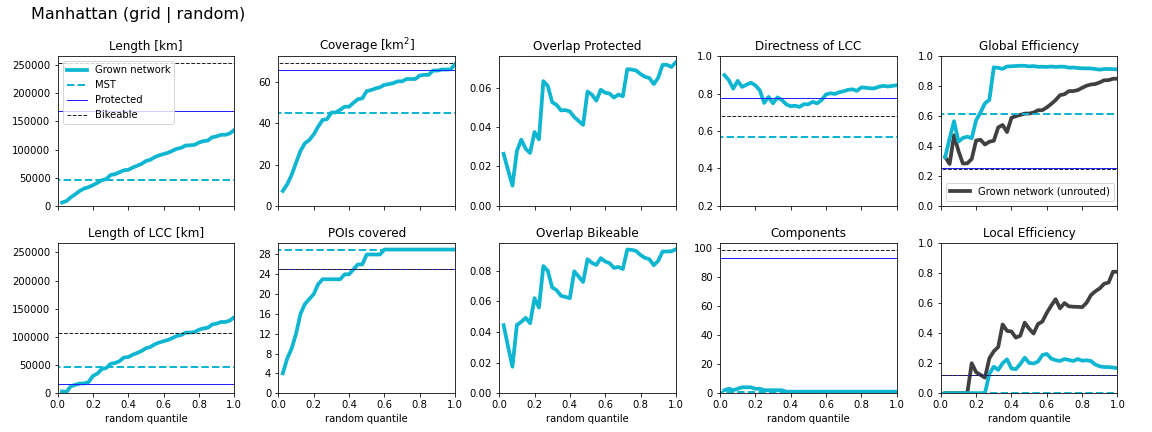 Manhattan (grid | random)
Length [km]
Coverage [km²]
Overlap Protected
Directness of LCC
Global Efficiency
250000
200000
150000
100000
50000
0
Grown network
MST
Protected
Bikeable
60
40
20
0
0.06
0.04
0.02
0.00
1.0
0.8
0.6
0.4
0.2
1.0
0.8
0.6
0.4
0.2
0.0
Grown network (unrouted)
Length of LCC [km]
POIs covered
Overlap Bikeable
Components
Local Efficiency
250000
200000
150000
100000
50000
0
28
24
20
16
12
8
4
0
0.08
0.06
0.04
0.02
0.00
100
80
60
40
20
0
1.0
0.8
0.6
0.4
0.2
0.0
0.0 0.2 0.4 0.6 0.8 1.0
0.0 0.2 0.4 0.6 0.8 1.0
0.0 0.2 0.4 0.6 0.8 1.0
0.0 0.2 0.4 0.6 0.8 1.0
0.0 0.2 0.4 0.6 0.8 1.0
random quantile
random quantile
random quantile
random quantile
random quantile